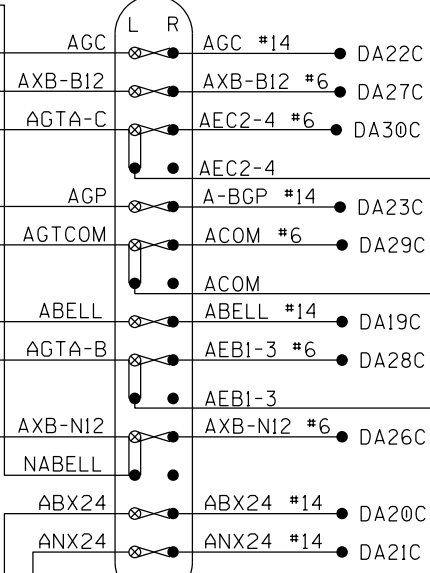 L R
AGC AGC #14 DA22C
AXB-B12 AXB-B12 #6 DA27C
AGTA-C AEC2-4 #6 DA30C
AEC2-4
AGP A-BGP #14 DA23C
AGTCOM ACOM #6 DA29C
ACOM
ABELL ABELL #14 DA19C
AGTA-B AEB1-3 #6 DA28C
AEB1-3
AXB-N12 AXB-N12 #6 DA26C
NABELL
ABX24 ABX24 #14 DA20C
ANX24 ANX24 #14 DA21C